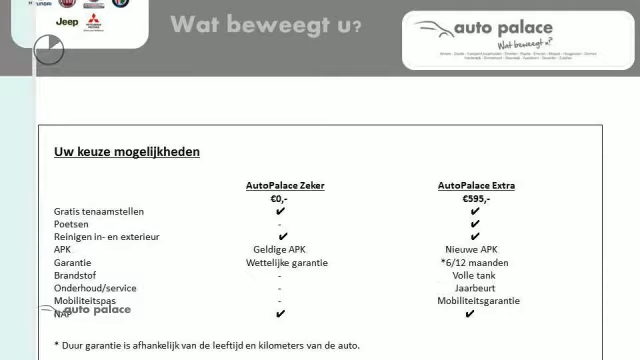 HYUNDAI
Jeep
MITSUBISHI MOTORS
Wat beweegt u?
auto palace
Wat beweegt u?
Uw keuze mogelijkheden
AutoPalace Zeker AutoPalace Extra
€0,- €595,-
Gratis tenaamstellen ✔ ✔
Poetsen - ✔
Reinigen in- en exterieur ✔ ✔
APK Geldige APK Nieuwe APK
Garantie Wettelijke garantie *6/12 maanden
Brandstof - Volle tank
Onderhoud/service - Jaarbeurt
Mobiliteitspas - Mobiliteitsgarantie
auto palace
NAP ✔ ✔
* Duur garantie is afhankelijk van de leeftijd en kilometers van de auto.